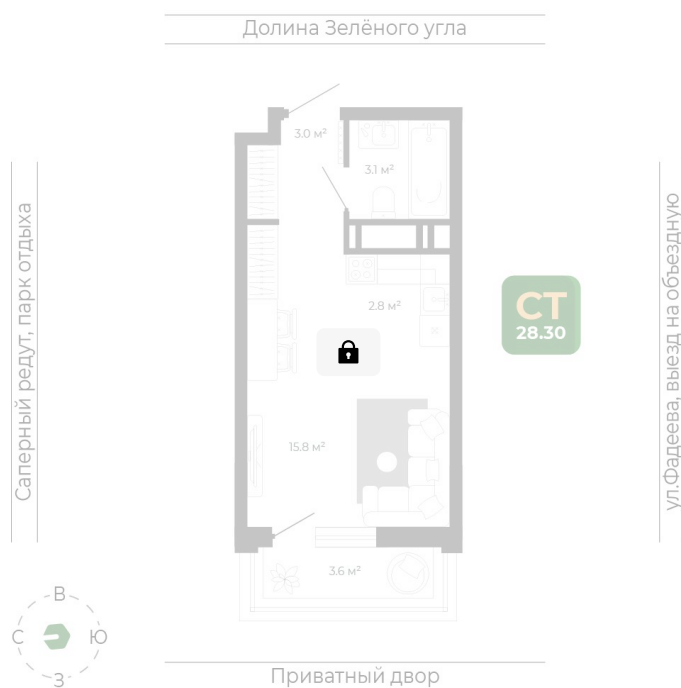 Долина Зелёного угла
3.0 м²
3.1 м²
Саперный редут, парк отдыха
ул.Фадеева, выезд на объездную
2.8 м²
СТ
28.30
15.8 м²
3.6 м²
В
С
Ю
З
Приватный двор